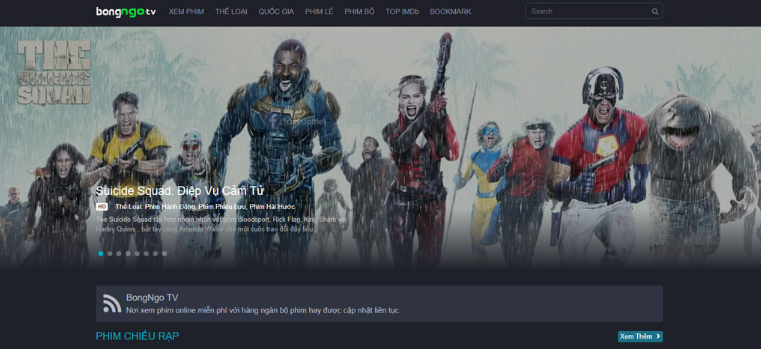 bongngo tv XEM PHIM THỂ LOẠI QUỐC GIA PHIM LẺ PHIM BỘ TOP IMDb BOOKMARK Search
THE
SUICIDE
SQUAD
Suicide Squad: Điệp Vụ Cảm Tử
HD Thể Loại: Phim Hành Động, Phim Phiêu Lưu, Phim Hài Hước
The Suicide Squad tập hợp nhóm phản vật gồm Bloodsport, Rick Flag, King Shark và
Harley Quinn... bắt tay cùng Amanda Waller cho một cuộc trao đổi đầy liều
BongNgo TV
Nơi xem phim online miễn phí với hàng ngàn bộ phim hay được cập nhật liên tục.
PHIM CHIẾU RẠP Xem Thêm